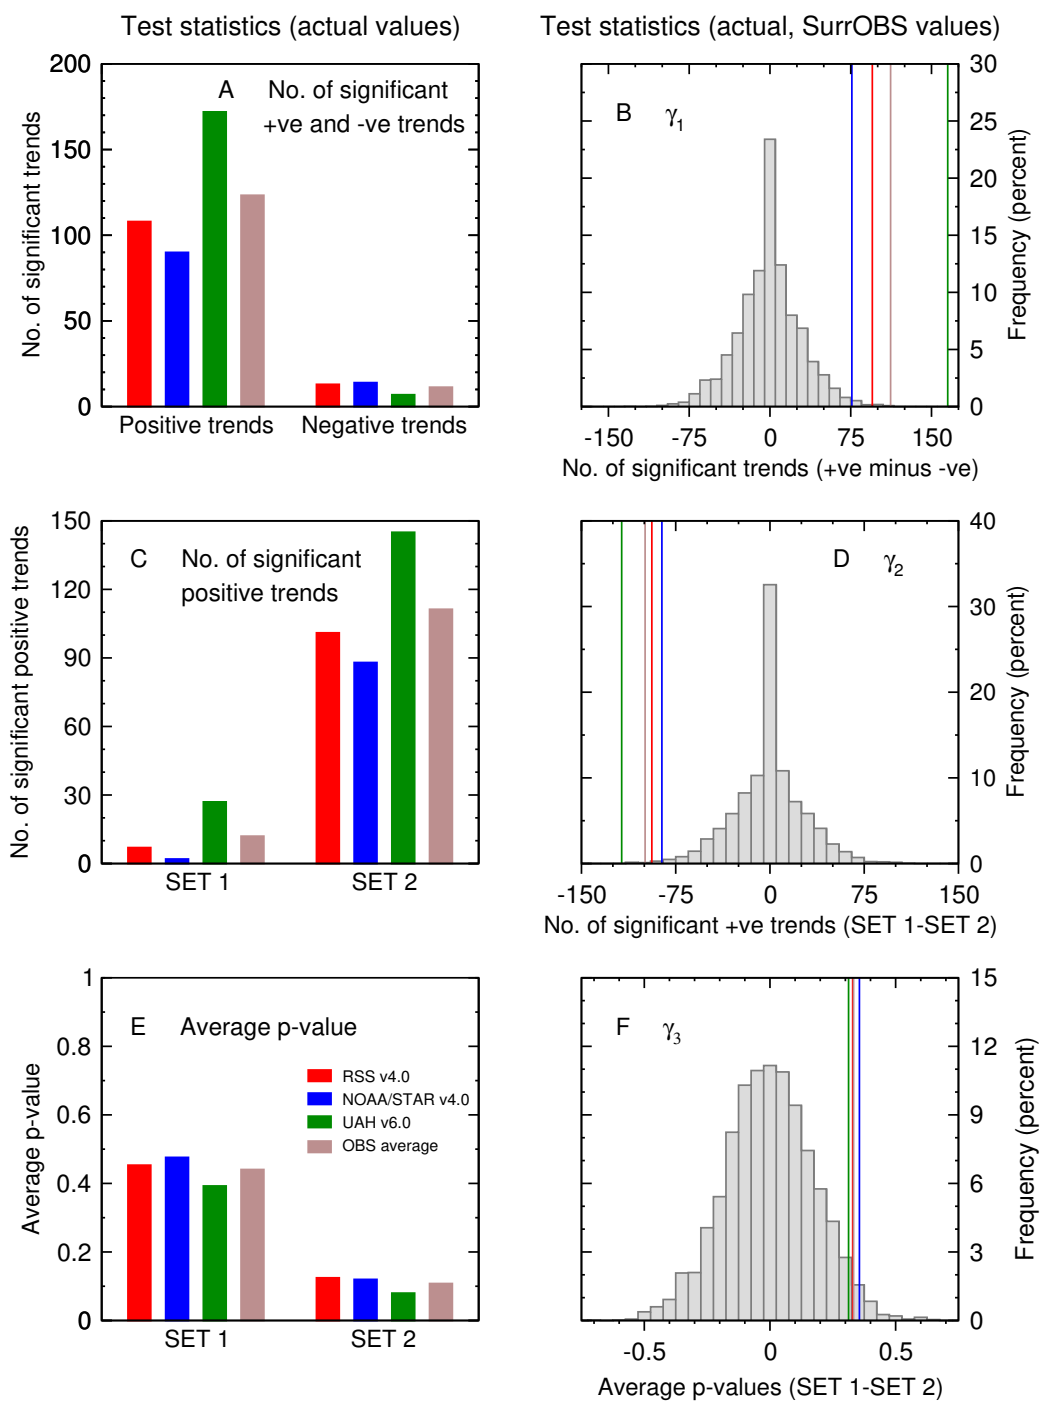 Test statistics (actual values)
Test statistics (actual, SurrOBS values)
200
150
100
50
0
No. of significant trends
A No. of significant
+ve and -ve trends
Positive trends Negative trends
B γ1
30
25
20
15
10
5
0
Frequency (percent)
-150 -75 0 75 150
No. of significant trends (+ve minus -ve)
150
120
90
60
30
0
No. of significant positive trends
C No. of significant
positive trends
SET 1 SET 2
D γ2
40
30
20
10
0
Frequency (percent)
-150 -75 0 75 150
No. of significant +ve trends (SET 1-SET 2)
1
0.8
0.6
0.4
0.2
0
Average p-value
E Average p-value
RSS v4.0
NOAA/STAR v4.0
UAH v6.0
OBS average
SET 1 SET 2
F γ3
15
12
9
6
3
0
Frequency (percent)
-0.5 0 0.5
Average p-values (SET 1-SET 2)